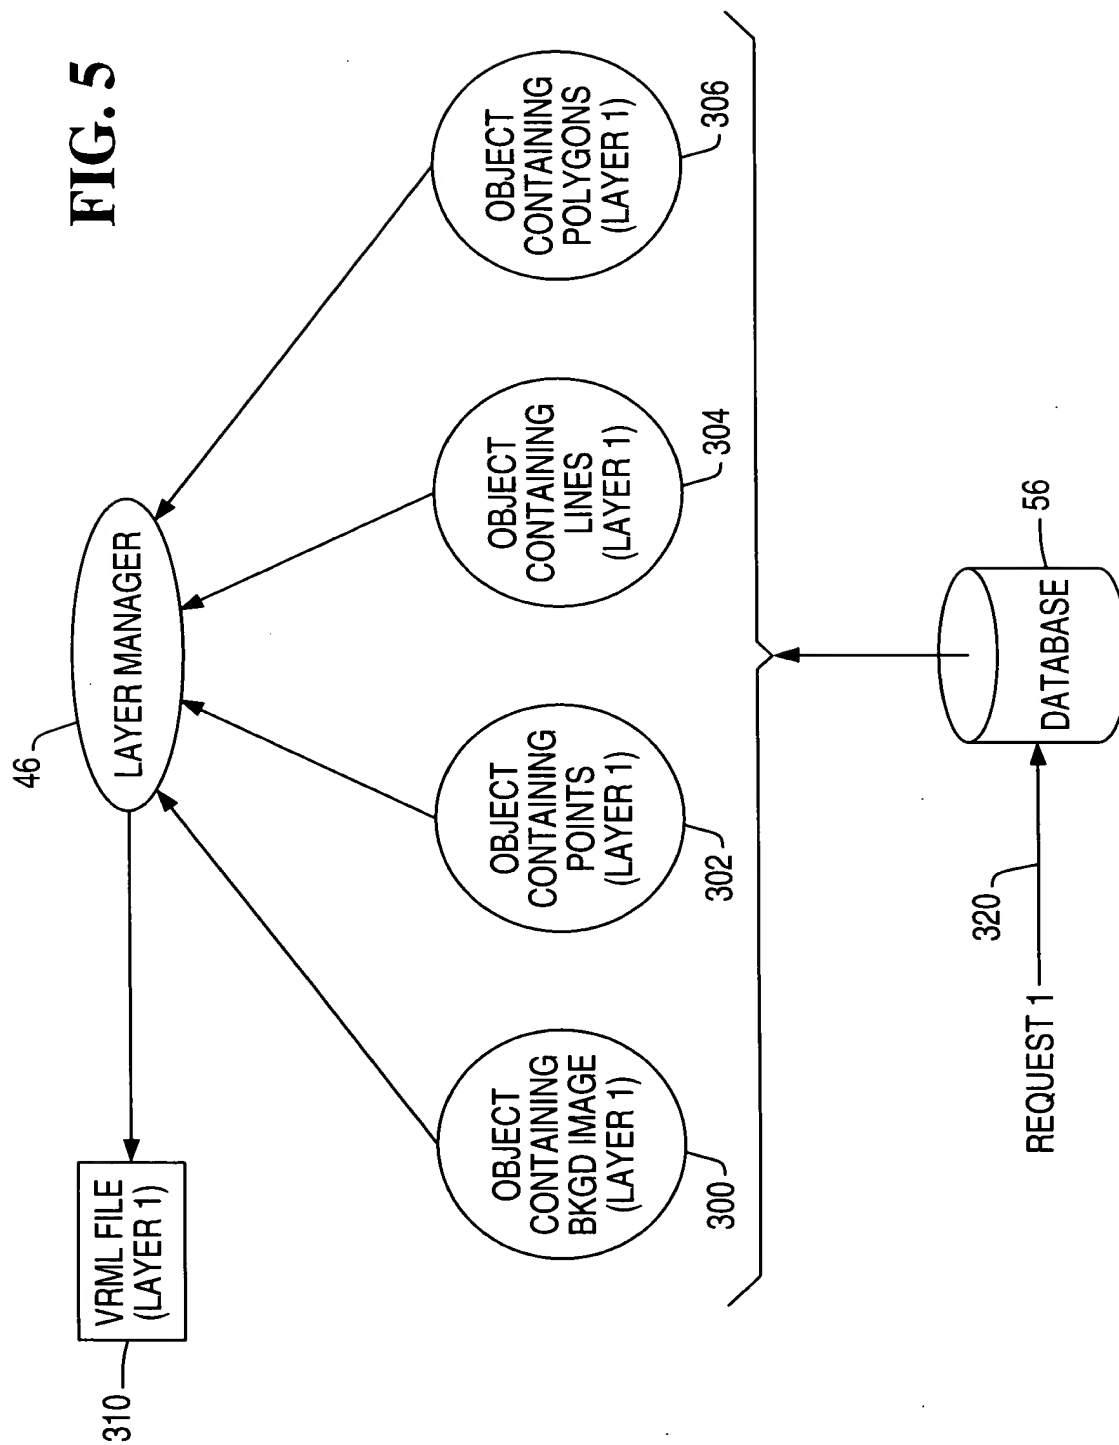 FIG. 5
46
LAYER MANAGER
VRML FILE
(LAYER 1)
310
OBJECT
CONTAINING
BKGD IMAGE
(LAYER 1)
300
OBJECT
CONTAINING
POINTS
(LAYER 1)
302
OBJECT
CONTAINING
LINES
(LAYER 1)
304
OBJECT
CONTAINING
POLYGONS
(LAYER 1)
306
REQUEST 1
320
DATABASE
56